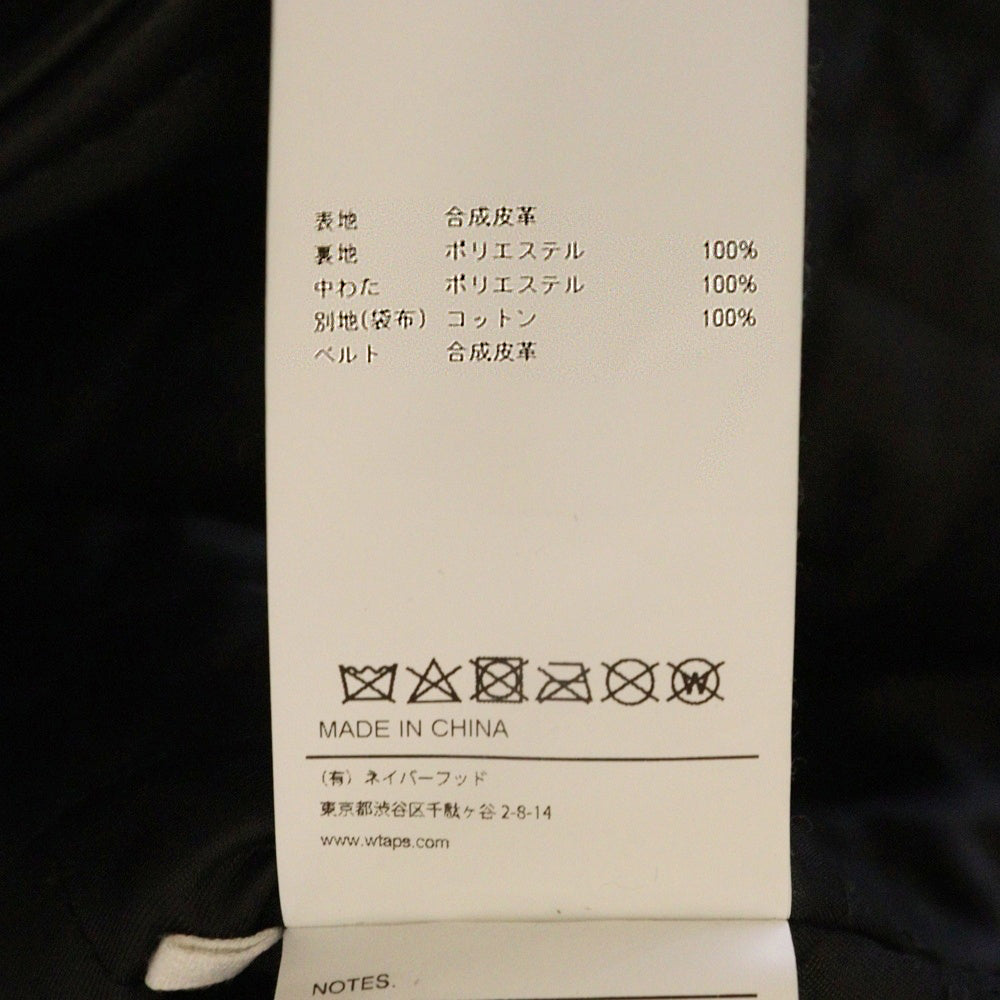 表地 合成皮革
裏地 ポリエステル 100%
中わた ポリエステル 100%
別地(袋布) コットン 100%
ベルト 合成皮革
W
MADE IN CHINA
(有) ネイバーフッド
東京都渋谷区千駄ヶ谷 2-8-14
www.wtaps.com
NOTES.